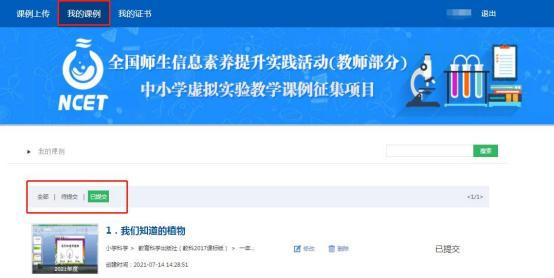 课例上传 我的课例 我的证书 退出
全国师生信息素养提升实践活动(教师部分)
中小学虚拟实验教学课例征集项目
NCET
我的课例 搜索
全部 | 待提交 | 已提交 <1/1>
1．我们知道的植物
小学科学 > 教育科学出版社（教科2017课标版） > 一年... 修改 删除 已提交
创建时间：2021-07-14 14:28:51
2021年度